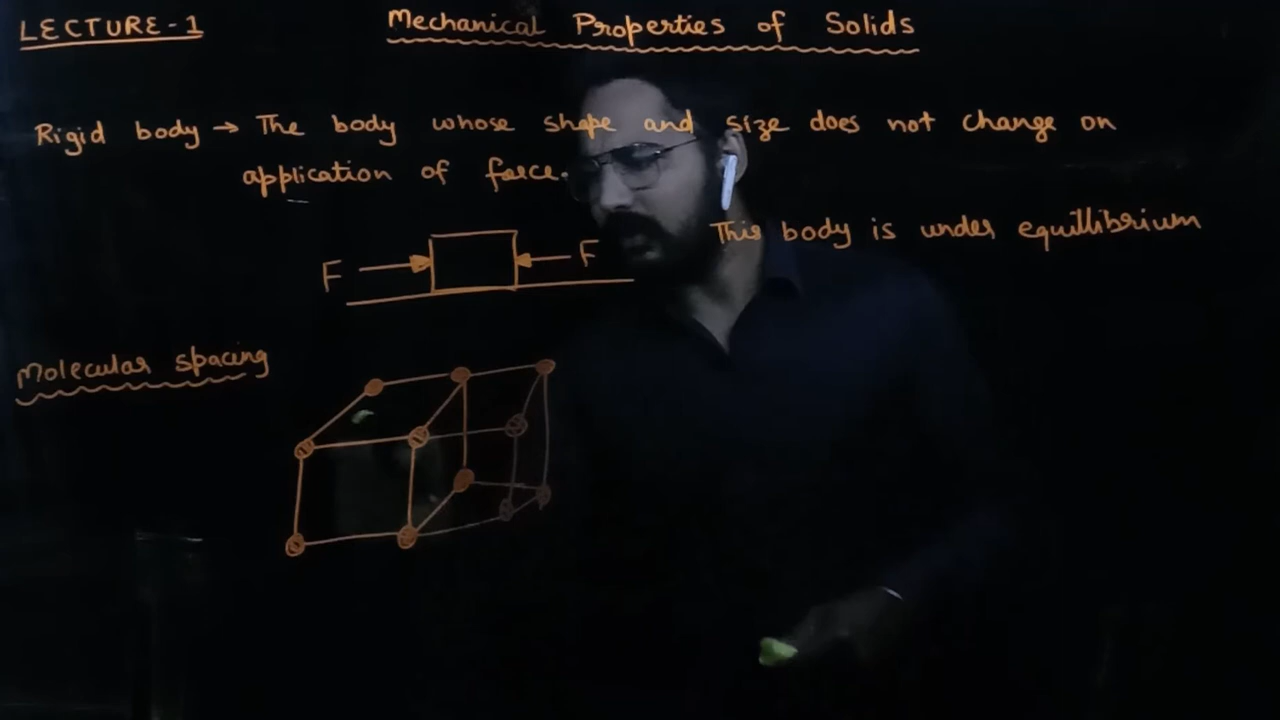 LECTURE-1
Mechanical Properties of Solids
Rigid body → The body whose shape and size does not change on
application of force.
This body is under equillibrium
F F
Molecular spacing